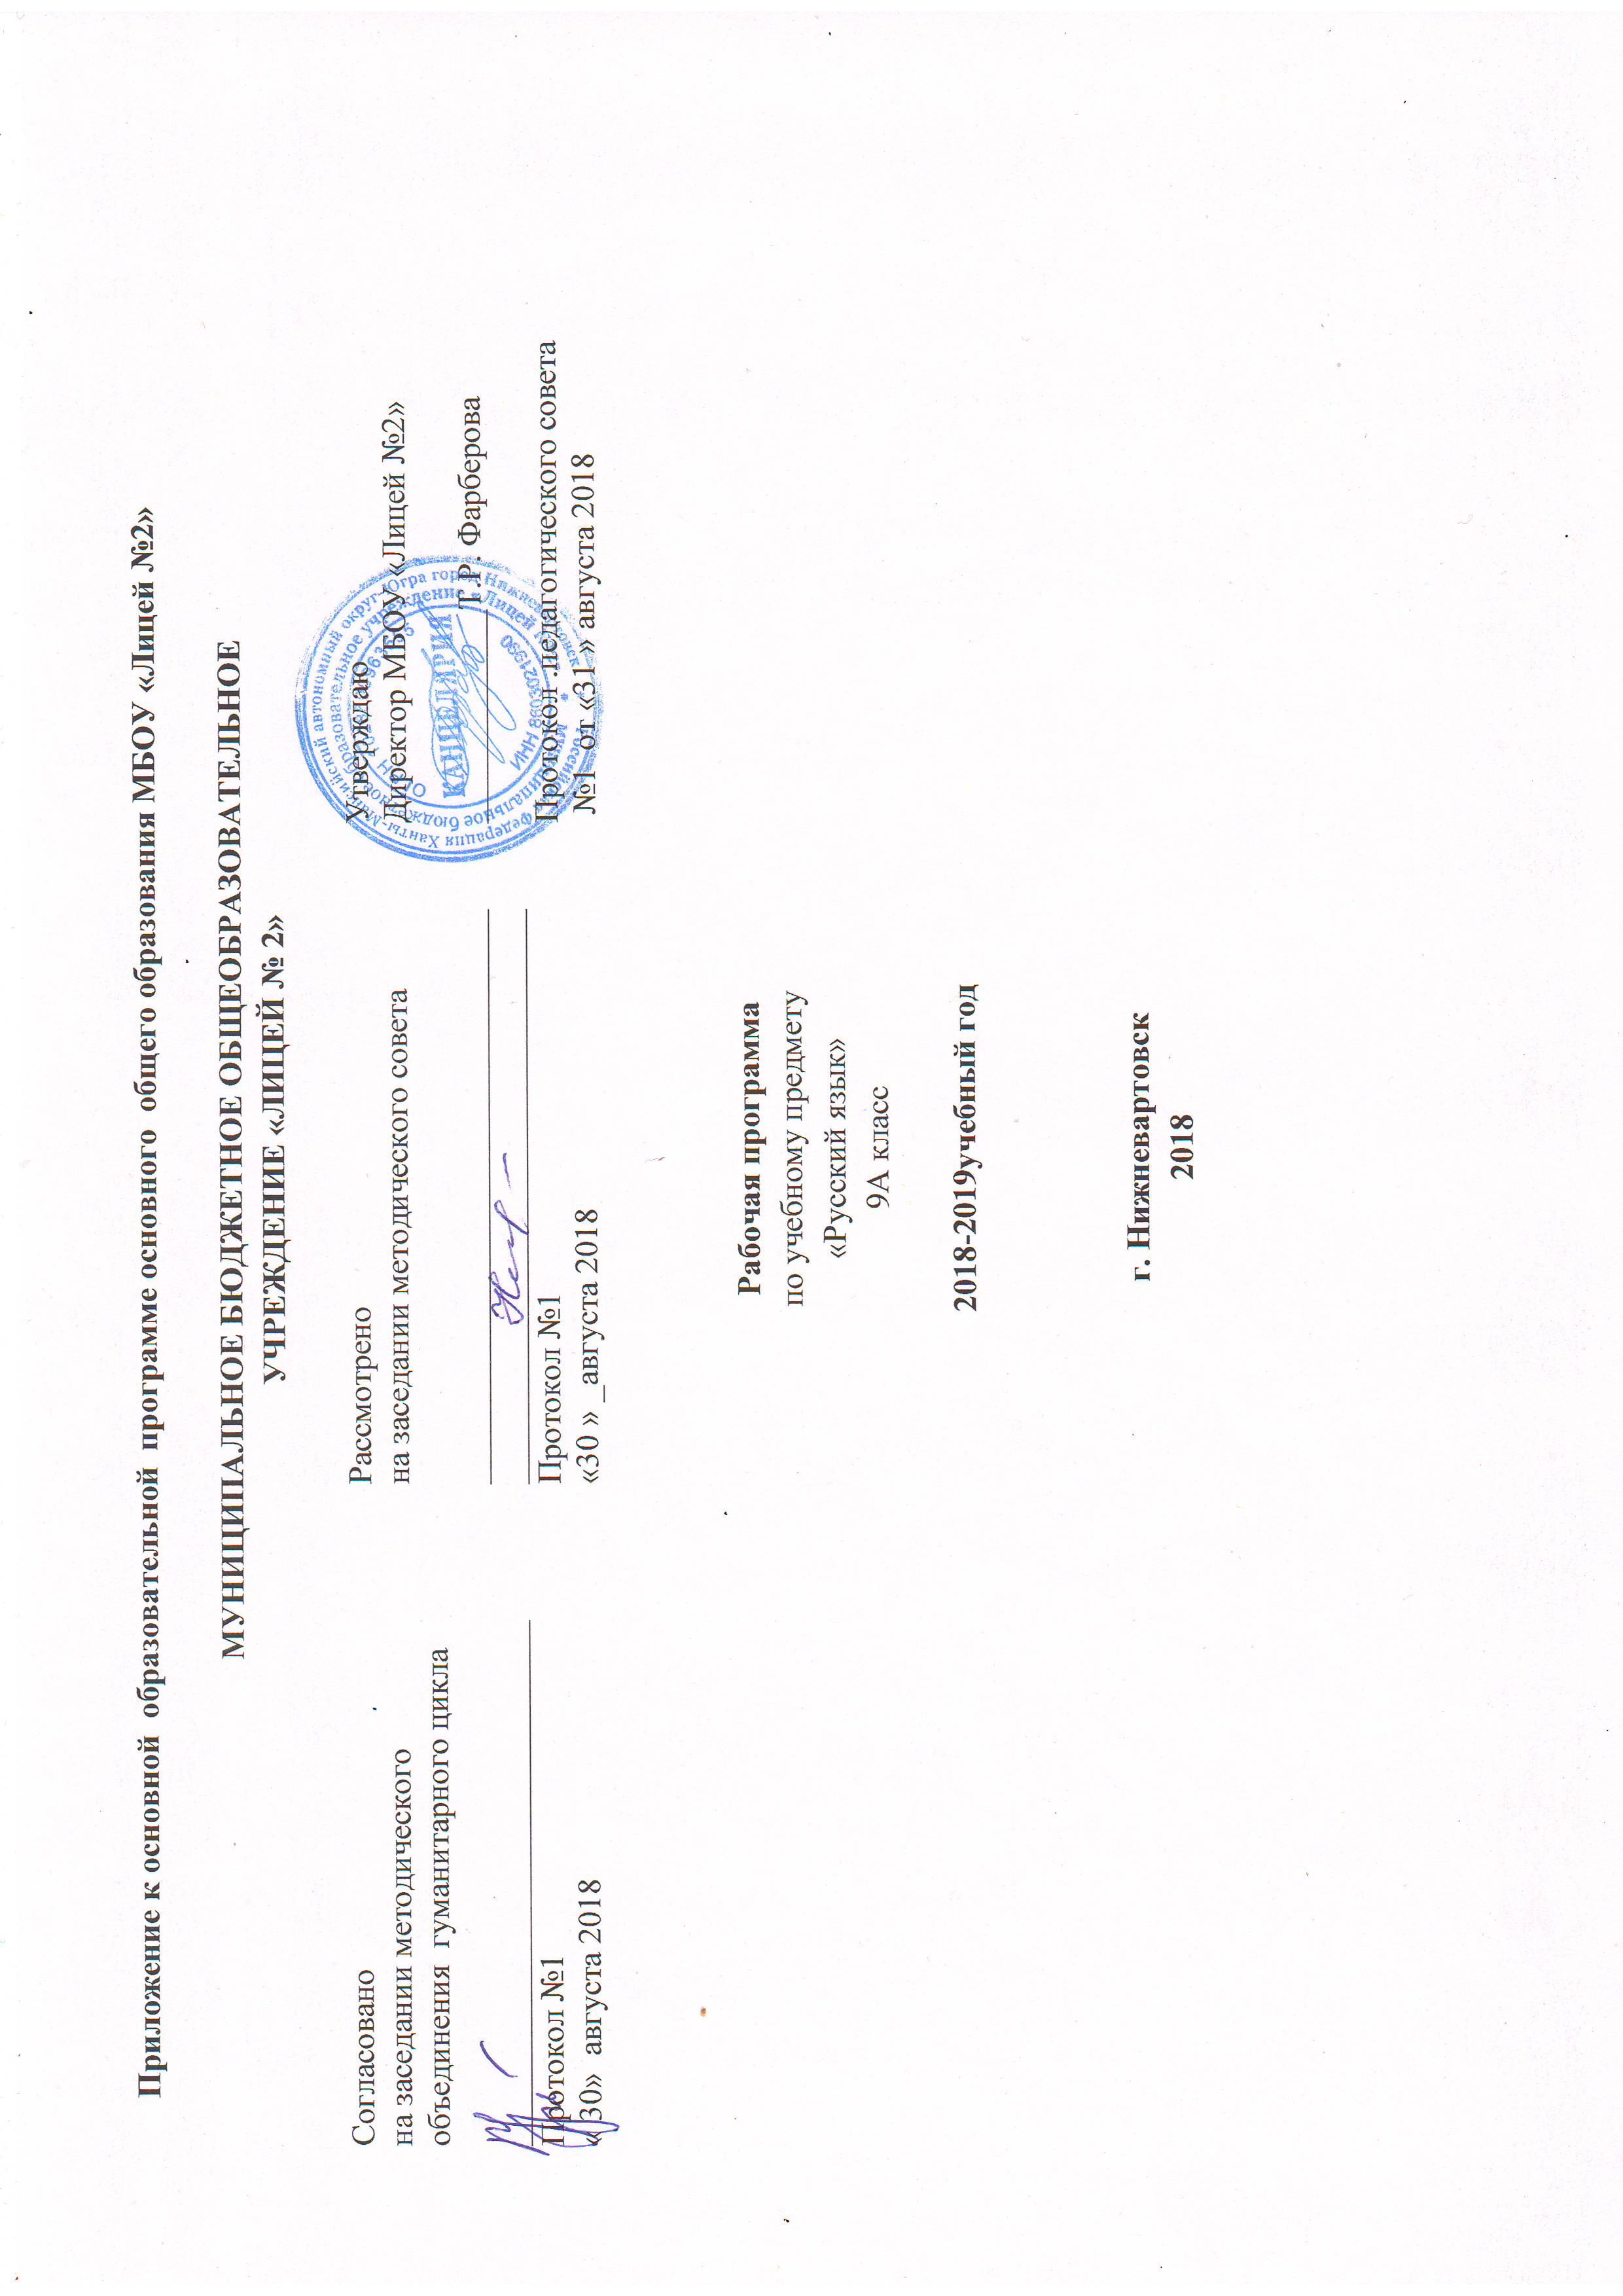 Приложение к основной образовательной программе основного общего образования МБОУ «Лицей №2»
МУНИЦИПАЛЬНОЕ БЮДЖЕТНОЕ ОБЩЕОБРАЗОВАТЕЛЬНОЕ
УЧРЕЖДЕНИЕ «ЛИЦЕЙ № 2»
Согласовано
на заседании методического
объединения гуманитарного цикла
Протокол №1
«30» августа 2018
Рассмотрено
на заседании методического совета
Протокол №1
«30 » _августа 2018
Утверждаю
Директор МБОУ «Лицей №2»
Т.Р. Фарберова
Протокол .педагогического совета
№1 от «31» августа 2018
КАНЦЕЛЯРИЯ
Рабочая программа
по учебному предмету
«Русский язык»
9А класс
2018-2019учебный год
г. Нижневартовск
2018